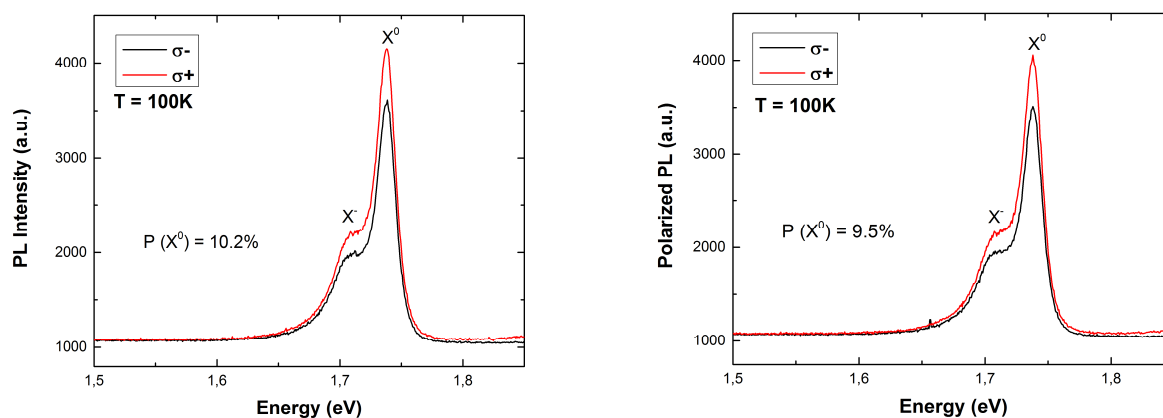 X⁰
σ-
σ+
T = 100K
4000
3000
2000
1000
PL Intensity (a.u.)
X⁻
P (X⁰) = 10.2%
1,5
1,6
1,7
1,8
Energy (eV)
X⁰
σ-
σ+
T = 100K
4000
3000
2000
1000
Polarized PL (a.u.)
X⁻
P (X⁰) = 9.5%
1,5
1,6
1,7
1,8
Energy (eV)